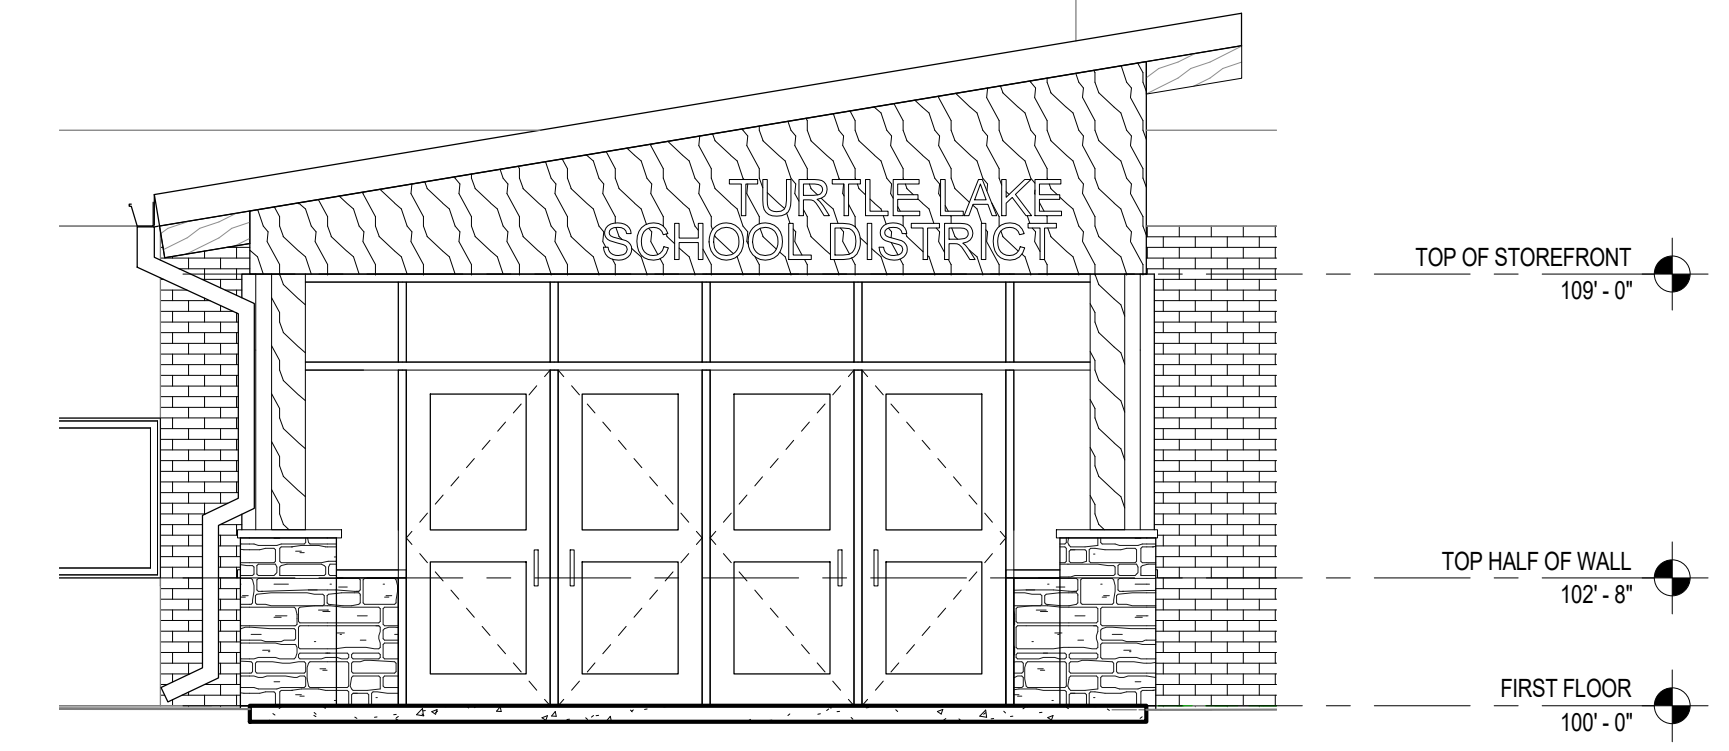 TURTLE LAKE
SCHOOL DISTRICT
TOP OF STOREFRONT
109' - 0"
TOP HALF OF WALL
102' - 8"
FIRST FLOOR
100' - 0"